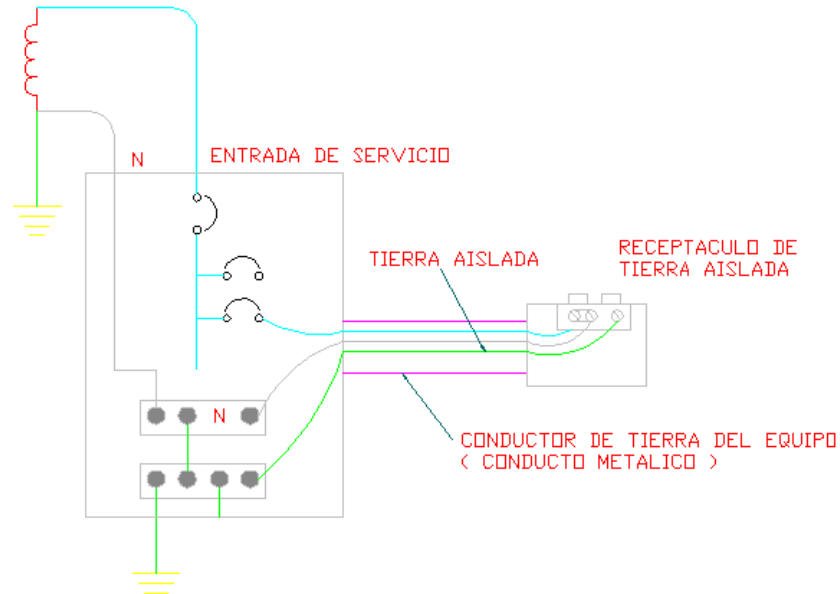 N
ENTRADA DE SERVICIO
TIERRA AISLADA
RECEPTACULO DE
TIERRA AISLADA
N
CONDUCTOR DE TIERRA DEL EQUIPO
( CONDUCTO METALICO )